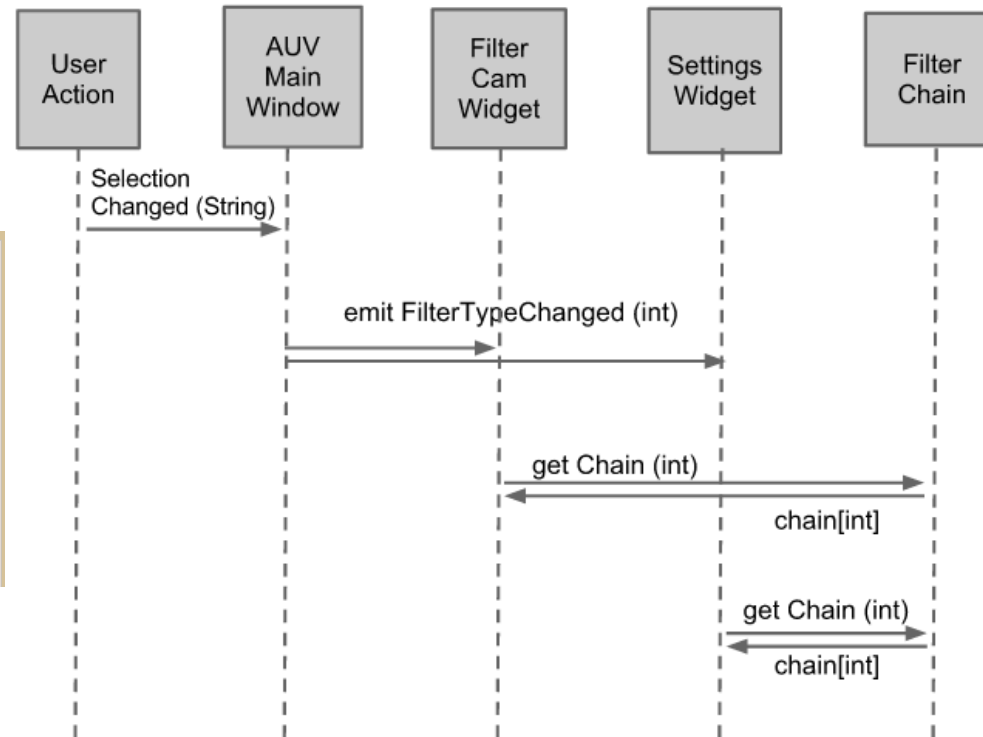 User
Action
AUV
Main
Window
Filter
Cam
Widget
Settings
Widget
Filter
Chain
Selection
Changed (String)
emit FilterTypeChanged (int)
get Chain (int)
chain[int]
get Chain (int)
chain[int]